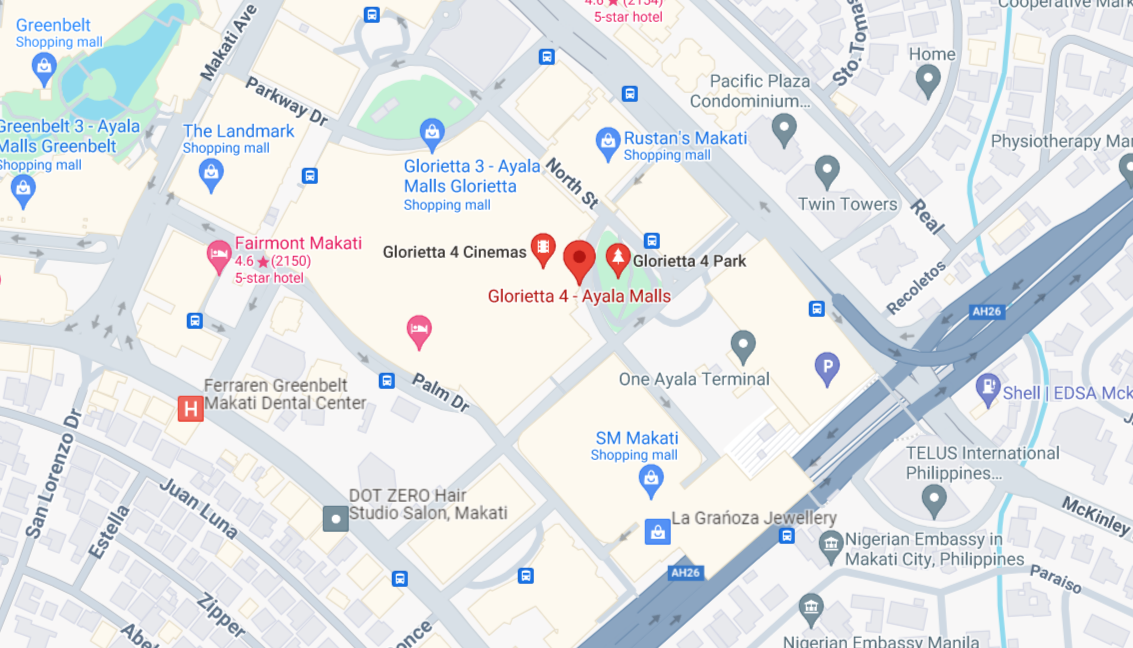 4.6 ★ (2154)
5-star hotel
Cooperative Mark
Greenbelt
Shopping mall
Makati Ave
Sto. Tomas
Home
Pacific Plaza
Condominium...
Parkway Dr
Greenbelt 3 - Ayala
Malls Greenbelt
Shopping mall
The Landmark
Shopping mall
Rustan's Makati
Shopping mall
Physiotherapy Ma
Glorietta 3 - Ayala
Malls Glorietta
Shopping mall
North St
Twin Towers
Real
Fairmont Makati
4.6 ★ (2150)
5-star hotel
Glorietta 4 Cinemas
Glorietta 4 Park
Glorietta 4 - Ayala Malls
Recoletos
AH26
P
One Ayala Terminal
Palm Dr
Ferraren Greenbelt
Makati Dental Center
H
Shell | EDSA McK
SM Makati
Shopping mall
San Lorenzo Dr
TELUS International
Philippines...
Juan Luna
Estella
DOT ZERO Hair
Studio Salon, Makati
La Grańoza Jewellery
McKinley
Nigerian Embassy in
Makati City, Philippines
AH26
Paraiso
Zipper
Abel
once
Nigerian Embassy Manila